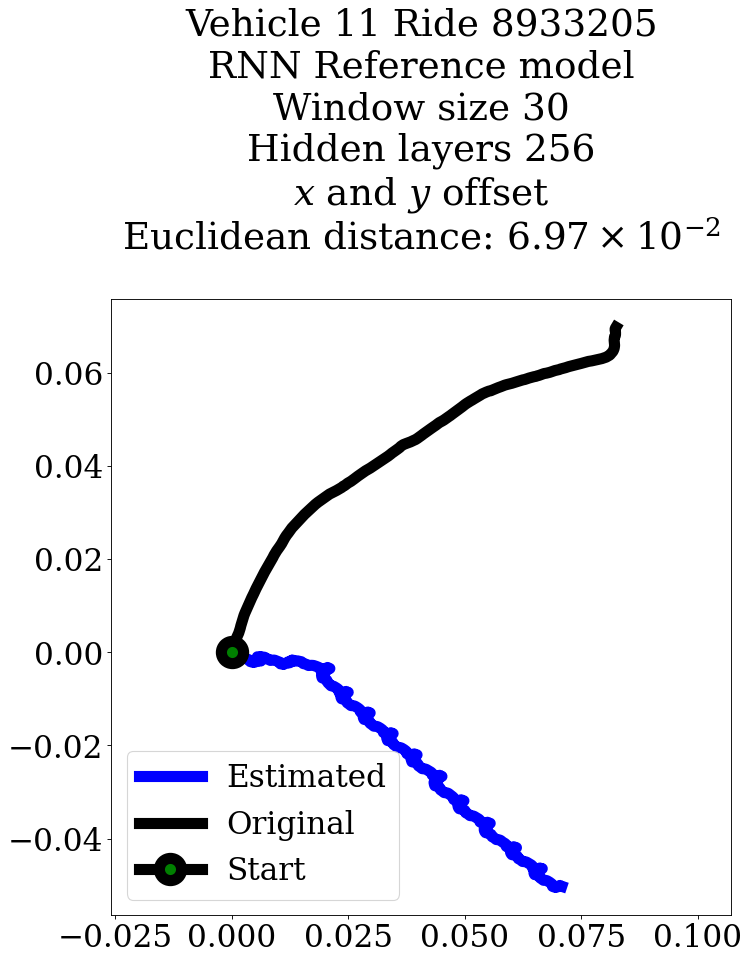 Vehicle 11 Ride 8933205
RNN Reference model
Window size 30
Hidden layers 256
x and y offset
Euclidean distance: 6.97 × 10⁻²
0.06
0.04
0.02
0.00
−0.02
−0.04
Estimated
Original
Start
−0.025 0.000 0.025 0.050 0.075 0.100